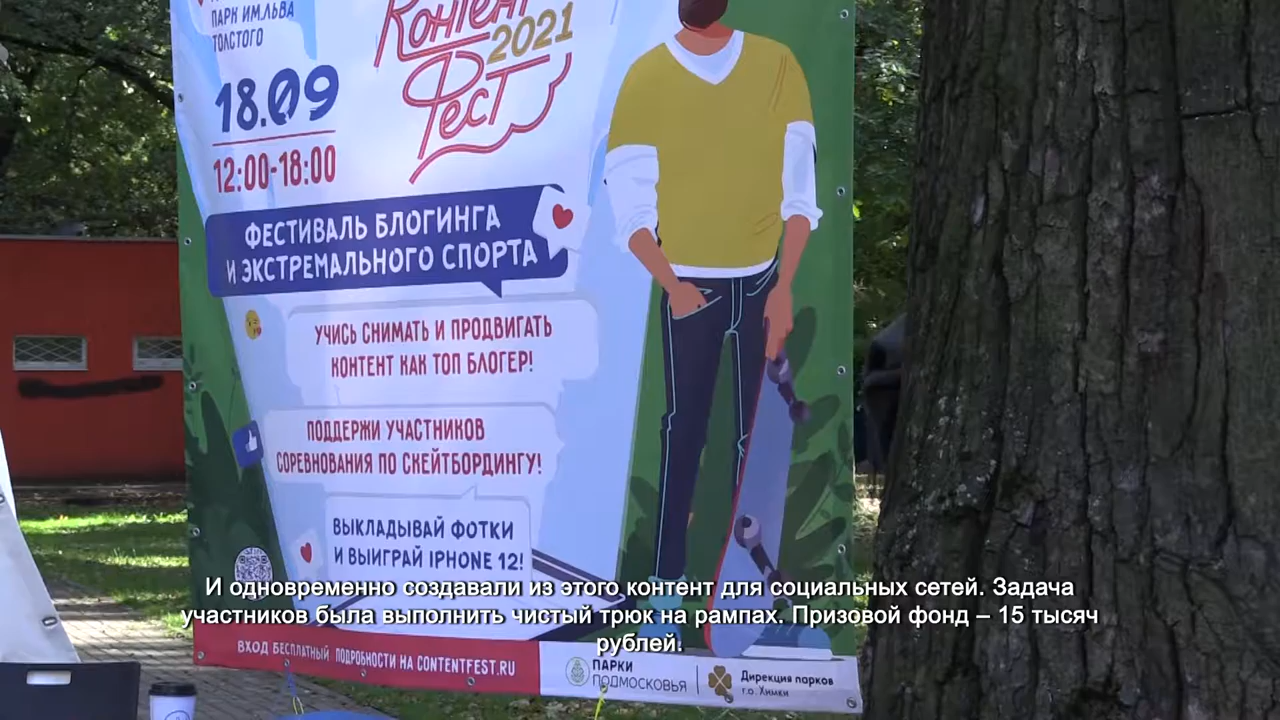 ПАРК ИМ.ЛЬВА
ТОЛСТОГО
18.09
12:00-18:00
Контент
2021
Фест
ФЕСТИВАЛЬ БЛОГИНГА
И ЭКСТРЕМАЛЬНОГО СПОРТА
УЧИСЬ СНИМАТЬ И ПРОДВИГАТЬ
КОНТЕНТ КАК ТОП БЛОГЕР!
ПОДДЕРЖИ УЧАСТНИКОВ
СОРЕВНОВАНИЯ ПО СКЕЙТБОРДИНГУ!
ВЫКЛАДЫВАЙ ФОТКИ
И ВЫИГРАЙ IPHONE 12!
И одновременно создавали из этого контент для социальных сетей. Задача
участников была выполнить чистый трюк на рампах. Призовой фонд – 15 тысяч
рублей.
ВХОД БЕСПЛАТНЫЙ ПОДРОБНОСТИ НА CONTENTFEST.RU
ПАРКИ
ПОДМОСКОВЬЯ
Дирекция парков
г.о. Химки